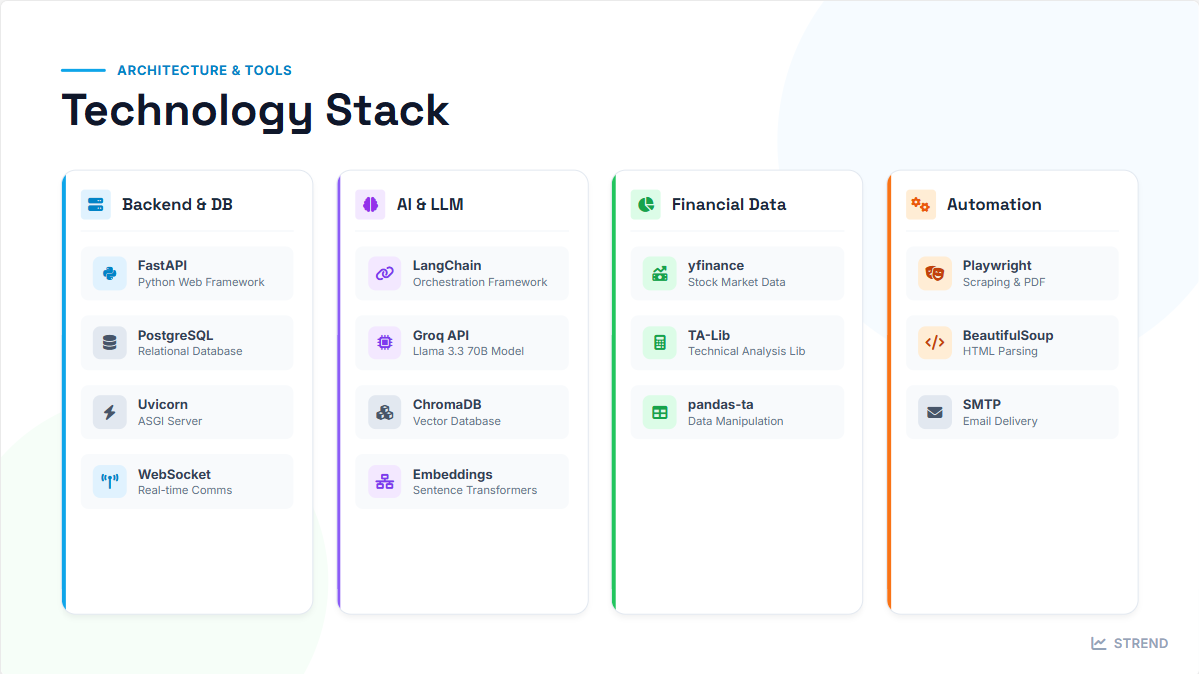 ARCHITECTURE & TOOLS
Technology Stack
Backend & DB
FastAPI
Python Web Framework
PostgreSQL
Relational Database
Uvicorn
ASGI Server
WebSocket
Real-time Comms
AI & LLM
LangChain
Orchestration Framework
Groq API
Llama 3.3 70B Model
ChromaDB
Vector Database
Embeddings
Sentence Transformers
Financial Data
yfinance
Stock Market Data
TA-Lib
Technical Analysis Lib
pandas-ta
Data Manipulation
Automation
Playwright
Scraping & PDF
BeautifulSoup
HTML Parsing
SMTP
Email Delivery
STREND